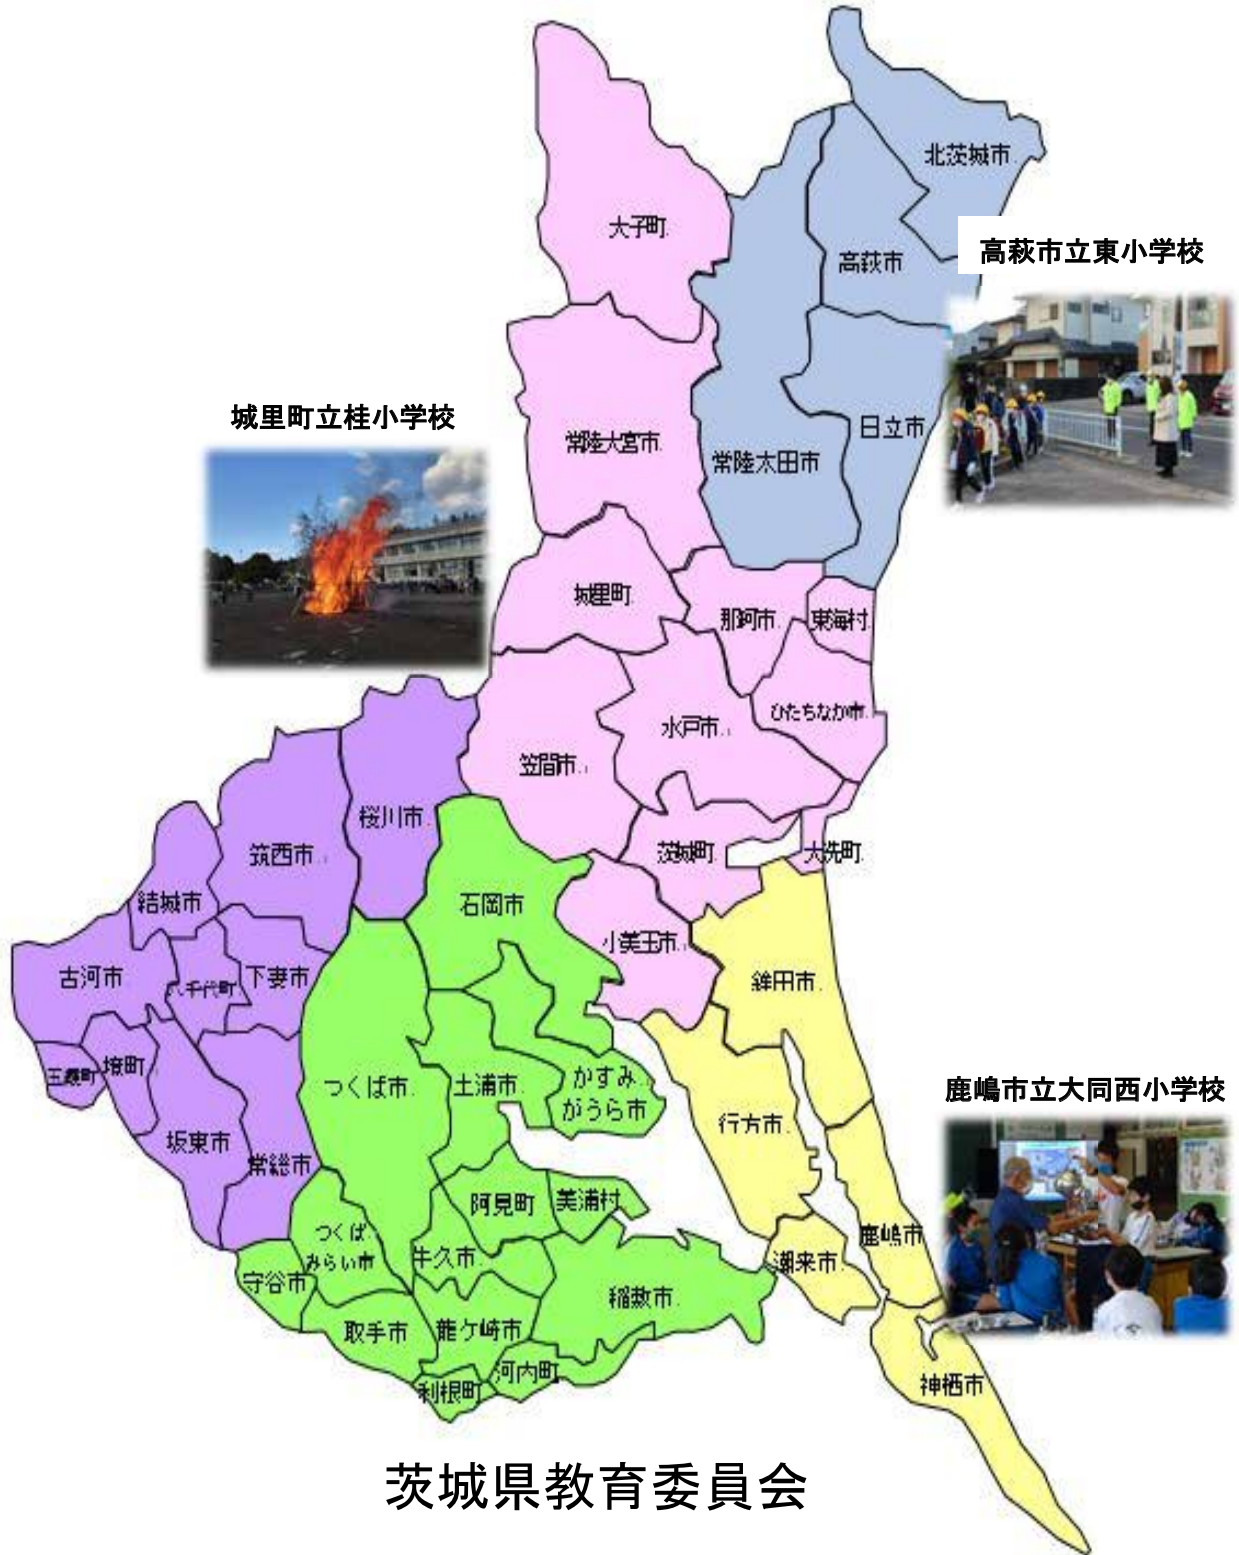 北茨城市
大子町
高萩市立東小学校
高萩市
城里町立桂小学校
日立市
常陸大宮市
常陸太田市
城里町
那珂市
東海村
ひたちなか市
水戸市
笠間市
桜川市
筑西市
茨城町
大洗町
結城市
石岡市
小美玉市
古河市
八千代町
下妻市
鉾田市
五霞町
境町
つくば市
土浦市
かすみ
がうら市
鹿嶋市立大同西小学校
行方市
坂東市
常総市
阿見町
美浦村
つくば
みらい市
牛久市
鹿嶋市
潮来市
守谷市
稲敷市
取手市
龍ケ崎市
河内町
利根町
神栖市
茨城県教育委員会